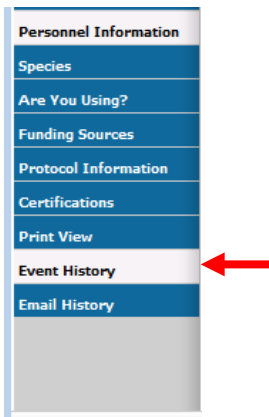 Personnel Information
Species
Are You Using?
Funding Sources
Protocol Information
Certifications
Print View
Event History
Email History